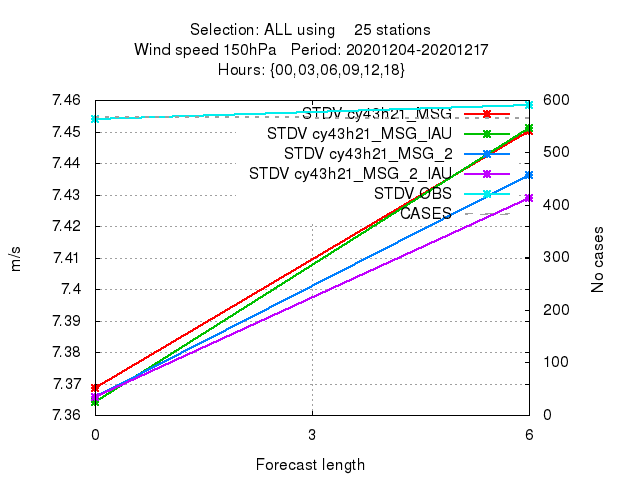 Selection: ALL using 25 stations
Wind speed 150hPa Period: 20201204-20201217
Hours: {00,03,06,09,12,18}
7.46
7.45
7.44
7.43
7.42
7.41
7.4
7.39
7.38
7.37
7.36
m/s
STDV cy43h21_MSG
STDV cy43h21_MSG_IAU
STDV cy43h21_MSG_2
STDV cy43h21_MSG_2_IAU
STDV OBS
CASES
600
500
400
300
200
100
0
No cases
0 3 6
Forecast length